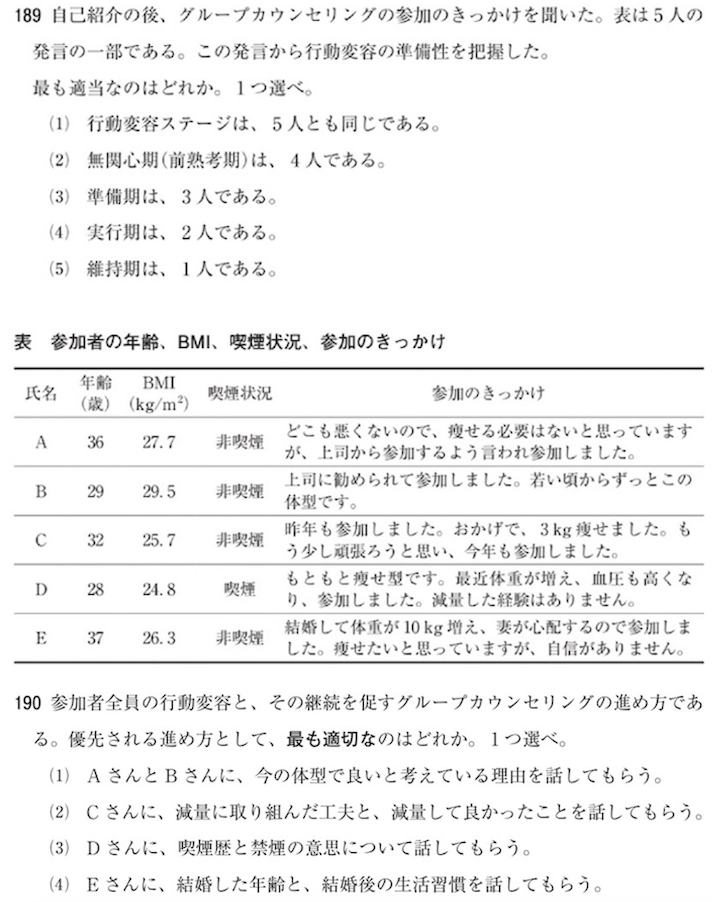 189 自己紹介の後、グループカウンセリングの参加のきっかけを聞いた。表は5人の
発言の一部である。この発言から行動変容の準備性を把握した。
最も適当なのはどれか。1つ選べ。
(1) 行動変容ステージは、5人とも同じである。
(2) 無関心期(前熟考期)は、4人である。
(3) 準備期は、3人である。
(4) 実行期は、2人である。
(5) 維持期は、1人である。
表 参加者の年齢、BMI、喫煙状況、参加のきっかけ
氏名 年齢(歳) BMI(kg/m²) 喫煙状況 参加のきっかけ
A 36 27.7 非喫煙 どこも悪くないので、痩せる必要はないと思っています
が、上司から参加するよう言われ参加しました。
B 29 29.5 非喫煙 上司に勧められて参加しました。若い頃からずっとこの
体型です。
C 32 25.7 非喫煙 昨年も参加しました。おかげで、3kg痩せました。も
う少し頑張ろうと思い、今年も参加しました。
D 28 24.8 喫煙 もともと痩せ型です。最近体重が増え、血圧も高くな
り、参加しました。減量した経験はありません。
E 37 26.3 非喫煙 結婚して体重が10kg増え、妻が心配するので参加しま
した。痩せたいと思っていますが、自信がありません。
190 参加者全員の行動変容と、その継続を促すグループカウンセリングの進め方であ
る。優先される進め方として、最も適切なのはどれか。1つ選べ。
(1) AさんとBさんに、今の体型で良いと考えている理由を話してもらう。
(2) Cさんに、減量に取り組んだ工夫と、減量して良かったことを話してもらう。
(3) Dさんに、喫煙歴と禁煙の意思について話してもらう。
(4) Eさんに、結婚した年齢と、結婚後の生活習慣を話してもらう。